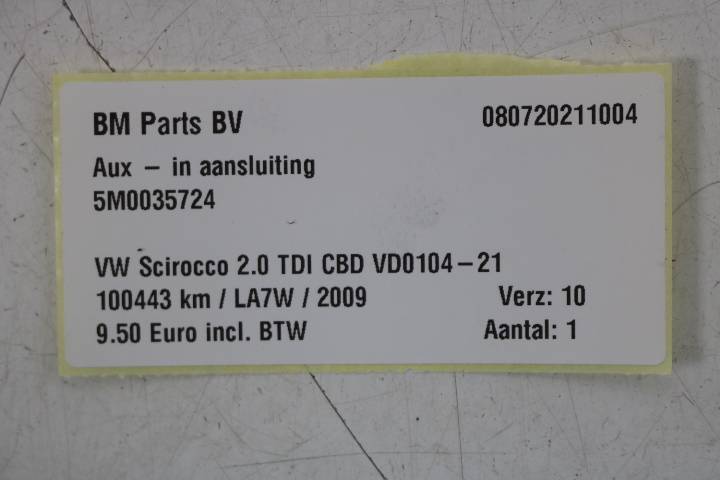 BM Parts BV 080720211004
Aux – in aansluiting
5M0035724
VW Scirocco 2.0 TDI CBD VD0104–21
100443 km / LA7W / 2009 Verz: 10
9.50 Euro incl. BTW Aantal: 1